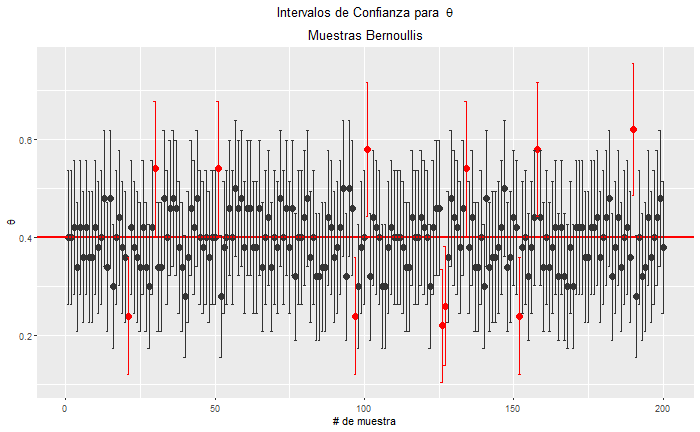 Intervalos de Confianza para θ
Muestras Bernoullis
θ
0.6
0.4
0.2
0
50
100
150
200
# de muestra